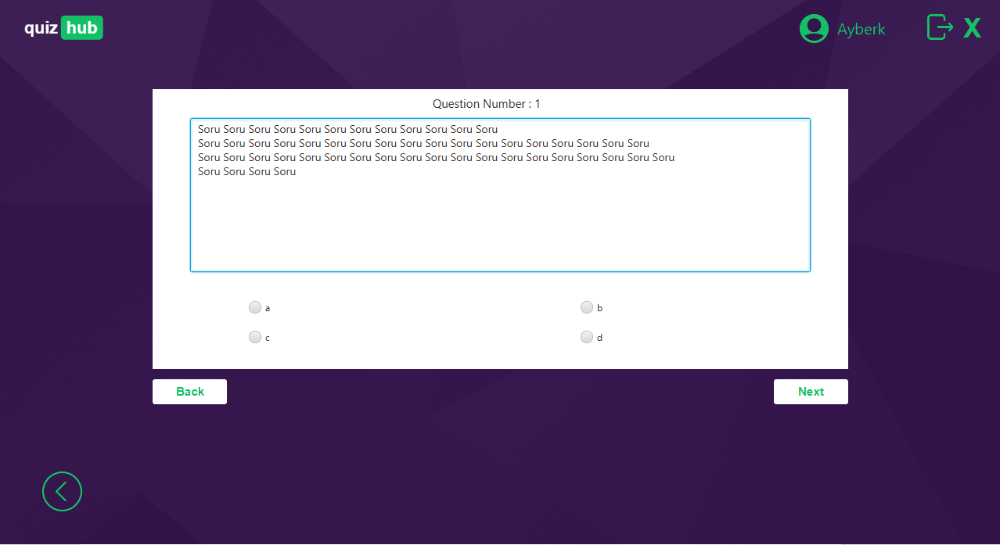 quiz hub
Ayberk
X
Question Number : 1
Soru Soru Soru Soru Soru Soru Soru Soru Soru Soru Soru Soru
Soru Soru Soru Soru Soru Soru Soru Soru Soru Soru Soru Soru Soru Soru Soru Soru Soru Soru
Soru Soru Soru Soru Soru Soru Soru Soru Soru Soru Soru Soru Soru Soru Soru Soru Soru Soru Soru
Soru Soru Soru Soru
a
b
c
d
Back
Next